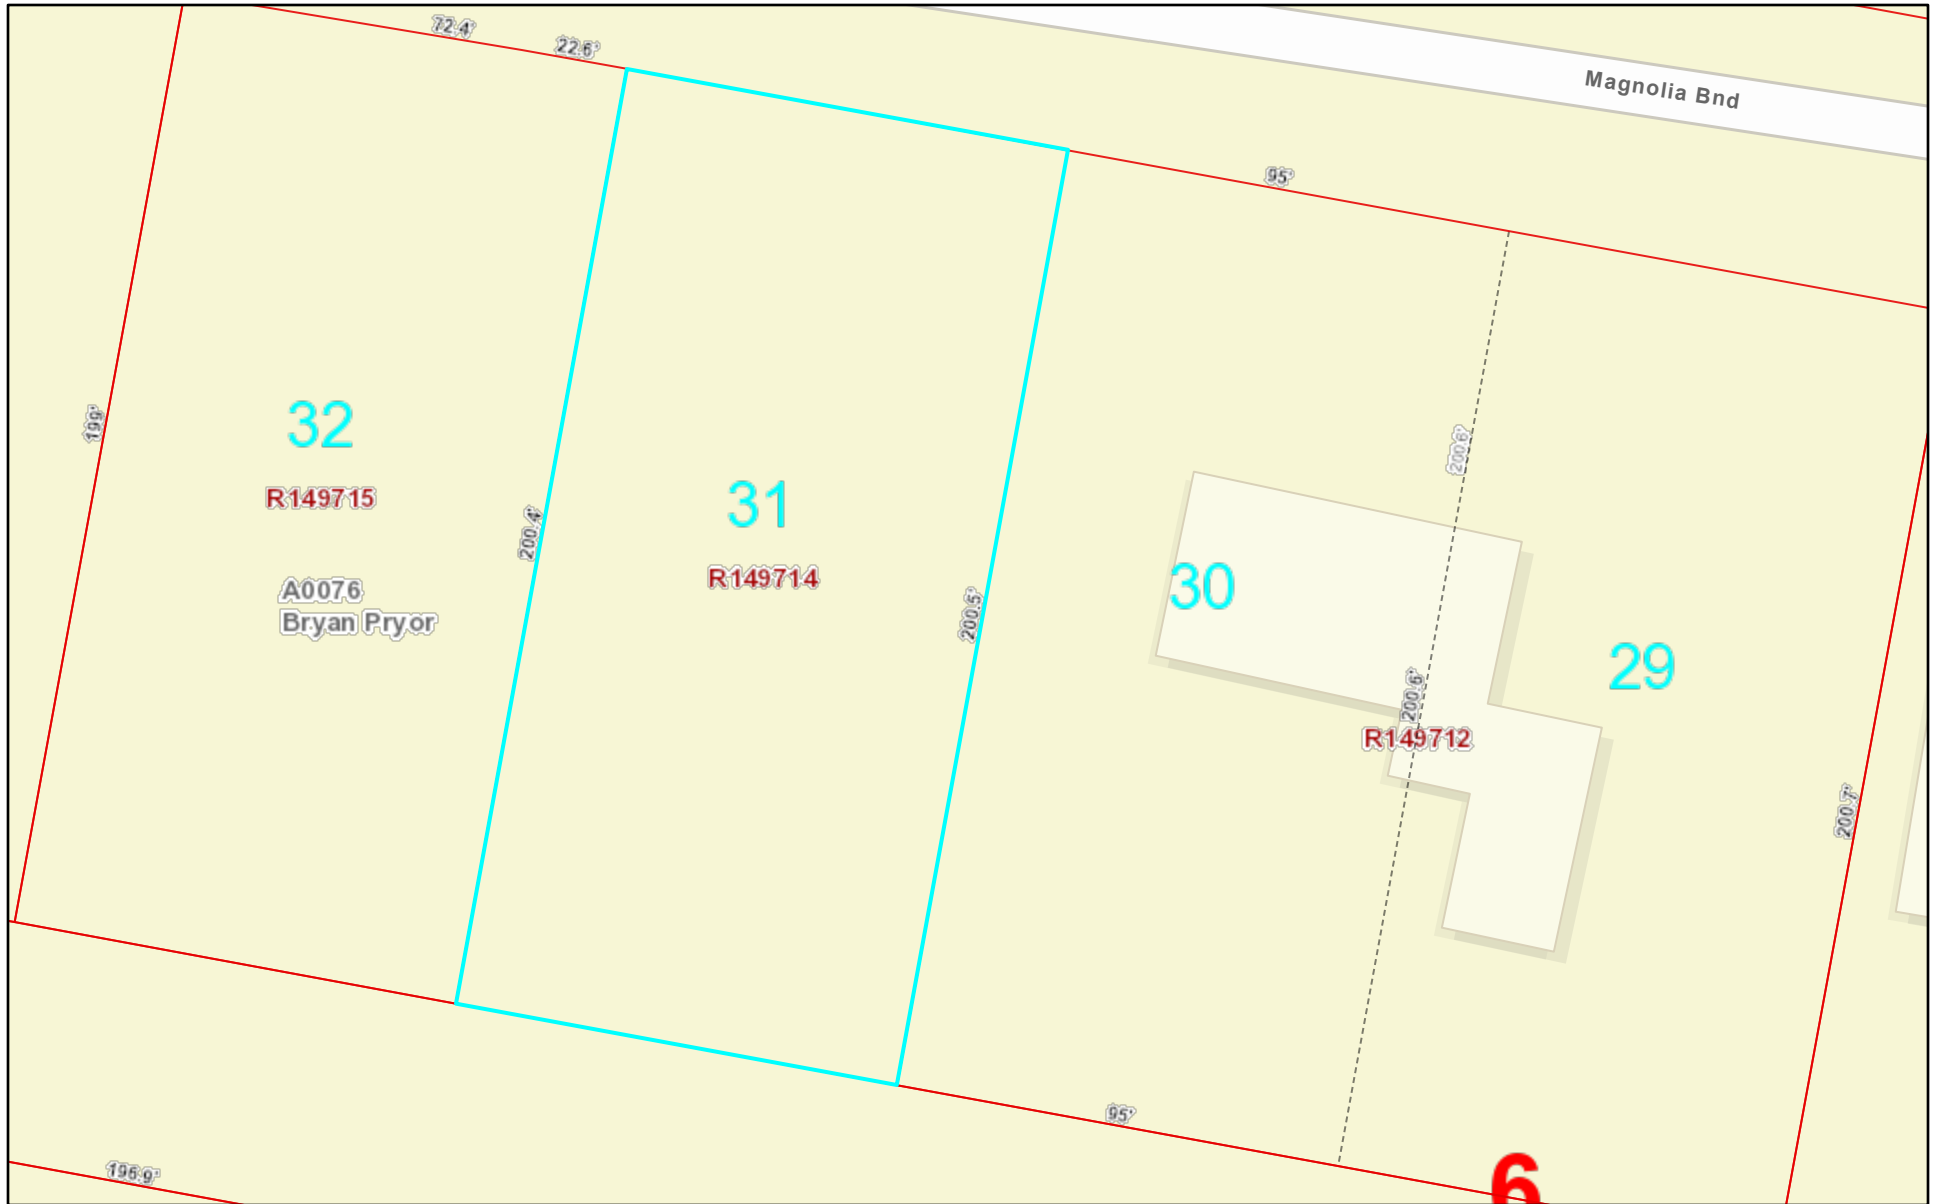 72.4'
22.6'
Magnolia Bnd
95'
199'
32
R149715
A0076
Bryan Pryor
200.4'
31
R149714
200.5'
200.6'
30
29
200.6'
R149712
200.7'
95'
196.9'
6